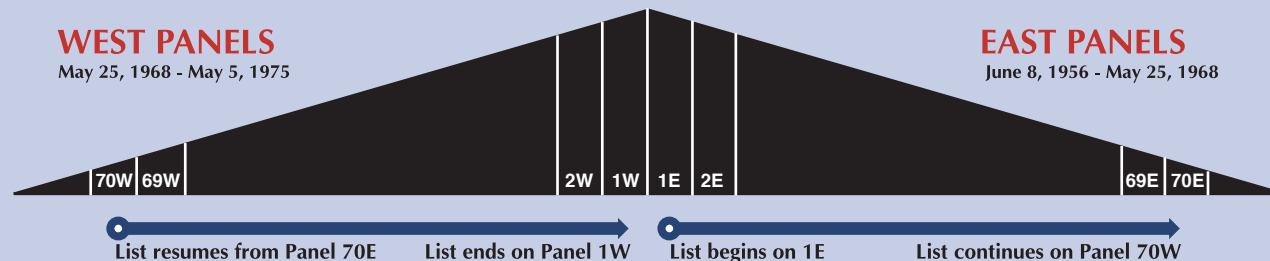 WEST PANELS
May 25, 1968 - May 5, 1975
EAST PANELS
June 8, 1956 - May 25, 1968
70W 69W 2W 1W 1E 2E 69E 70E
List resumes from Panel 70E List ends on Panel 1W List begins on 1E List continues on Panel 70W